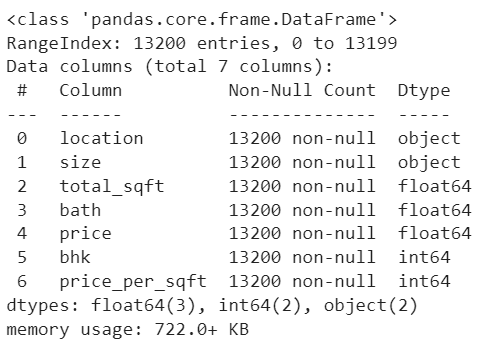 <class 'pandas.core.frame.DataFrame'>
RangeIndex: 13200 entries, 0 to 13199
Data columns (total 7 columns):
 #   Column          Non-Null Count  Dtype
---  ------          --------------  -----
 0   location        13200 non-null  object
 1   size            13200 non-null  object
 2   total_sqft      13200 non-null  float64
 3   bath            13200 non-null  float64
 4   price           13200 non-null  float64
 5   bhk             13200 non-null  int64
 6   price_per_sqft  13200 non-null  int64
dtypes: float64(3), int64(2), object(2)
memory usage: 722.0+ KB